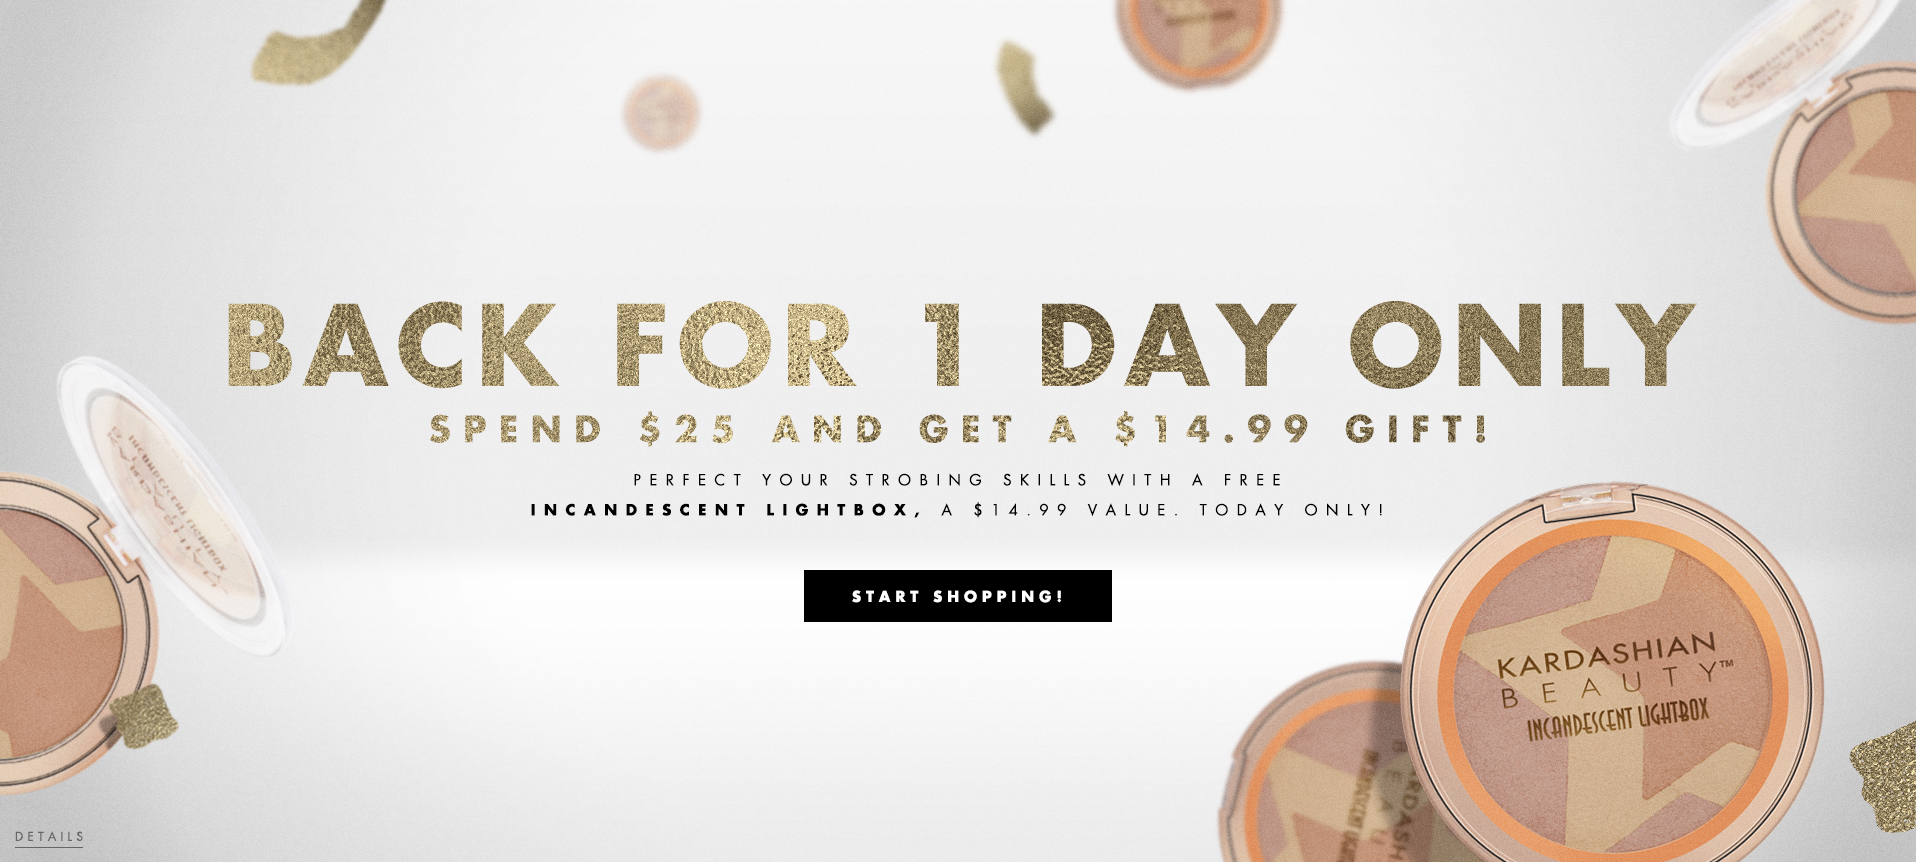 BACK FOR 1 DAY ONLY
SPEND $25 AND GET A $14.99 GIFT!
PERFECT YOUR STROBING SKILLS WITH A FREE
INCANDESCENT LIGHTBOX, A $14.99 VALUE. TODAY ONLY!
START SHOPPING!
KARDASHIAN
BEAUTY™
INCANDESCENT LIGHTBOX
DETAILS